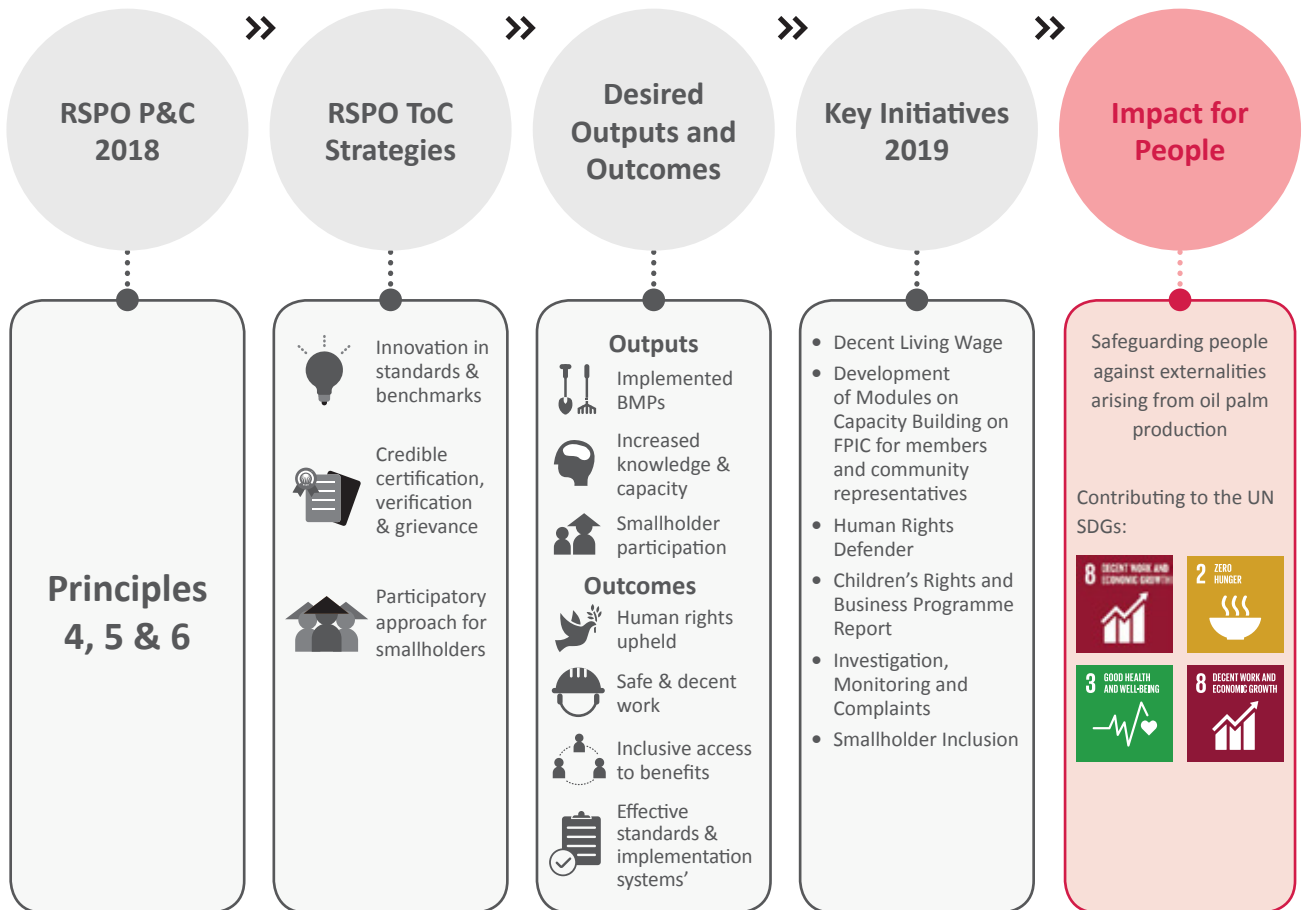 RSPO P&C
2018
RSPO ToC
Strategies
Desired
Outputs and
Outcomes
Key Initiatives
2019
Impact for
People
Principles
4, 5 & 6
Innovation in
standards &
benchmarks
Credible
certification,
verification
& grievance
Participatory
approach for
smallholders
Outputs
Implemented
BMPs
Increased
knowledge &
capacity
Smallholder
participation
Outcomes
Human rights
upheld
Safe & decent
work
Inclusive access
to benefits
Effective
standards &
implementation
systems’
• Decent Living Wage
• Development
of Modules on
Capacity Building on
FPIC for members
and community
representatives
• Human Rights
Defender
• Children’s Rights and
Business Programme
Report
• Investigation,
Monitoring and
Complaints
• Smallholder Inclusion
Safeguarding people
against externalities
arising from oil palm
production
Contributing to the UN
SDGs:
8 DECENT WORK AND
ECONOMIC GROWTH
2 ZERO
HUNGER
3 GOOD HEALTH
AND WELL-BEING
8 DECENT WORK AND
ECONOMIC GROWTH